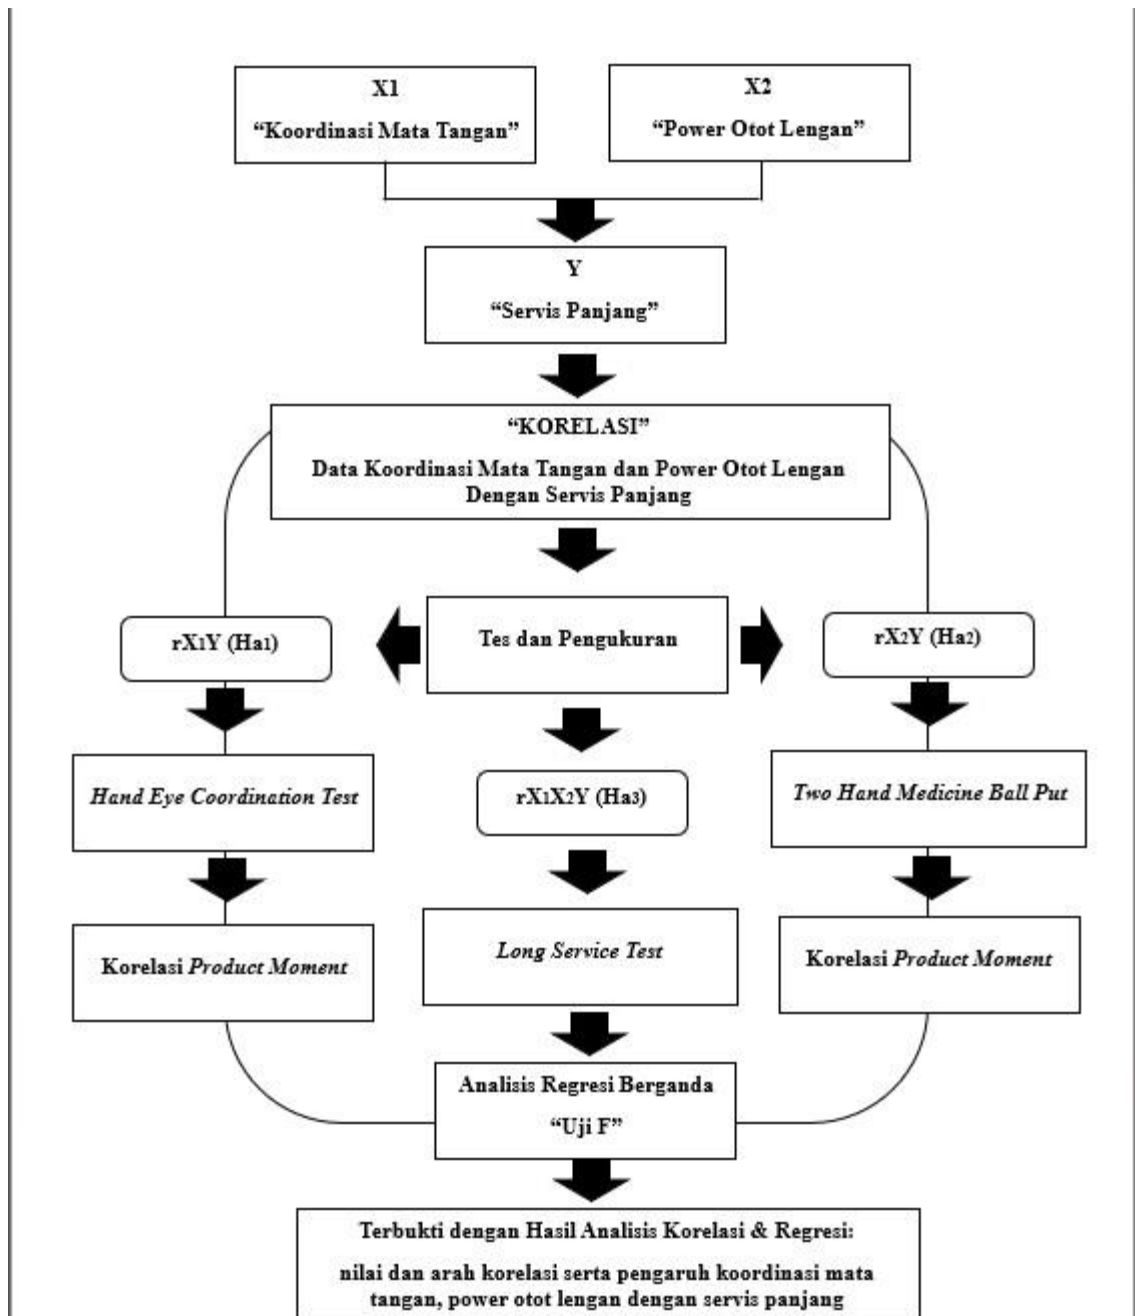 X1
“Koordinasi Mata Tangan”
X2
“Power Otot Lengan”
Y
“Servis Panjang”
“KORELASI”
Data Koordinasi Mata Tangan dan Power Otot Lengan
Dengan Servis Panjang
rX1Y (Ha1)
Tes dan Pengukuran
rX2Y (Ha2)
Hand Eye Coordination Test
rX1X2Y (Ha3)
Two Hand Medicine Ball Put
Korelasi Product Moment
Long Service Test
Korelasi Product Moment
Analisis Regresi Berganda
“Uji F”
Terbukti dengan Hasil Analisis Korelasi & Regresi:
nilai dan arah korelasi serta pengaruh koordinasi mata
tangan, power otot lengan dengan servis panjang